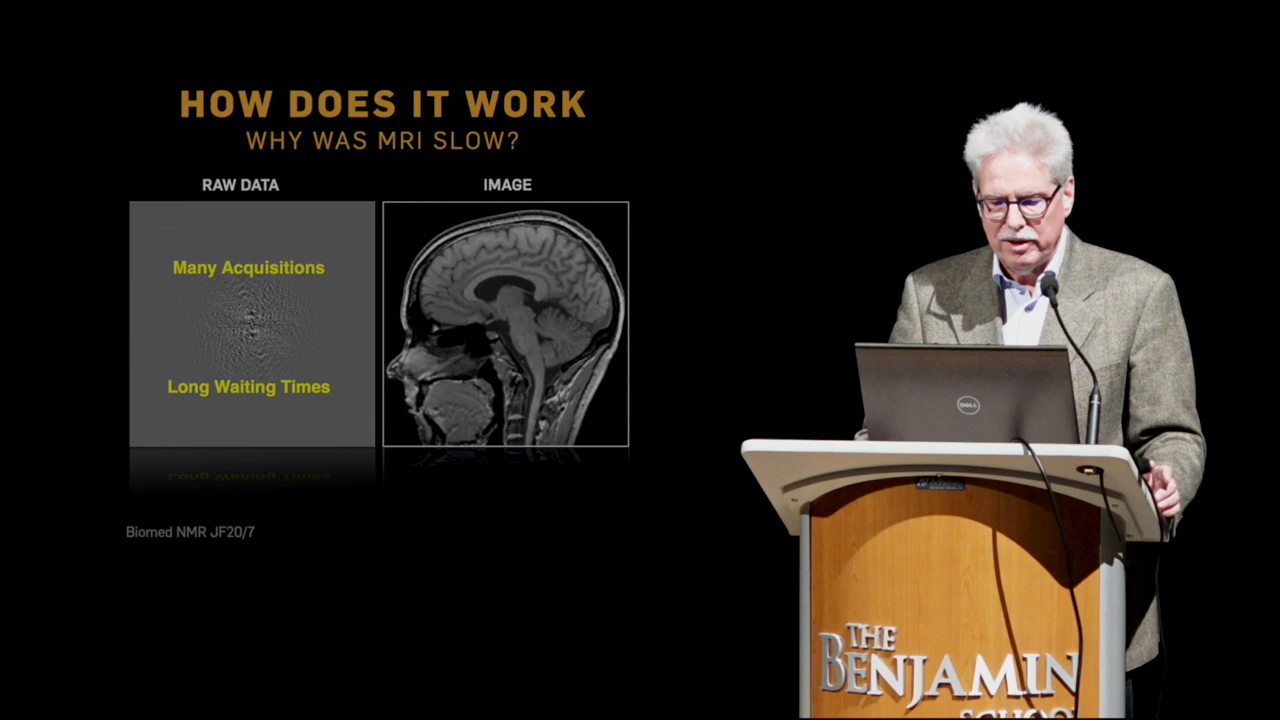 HOW DOES IT WORK
WHY WAS MRI SLOW?
RAW DATA
IMAGE
Many Acquisitions
Long Waiting Times
Biomed NMR JF20/7
DELL
THE
BENJAMIN
SCHOOL